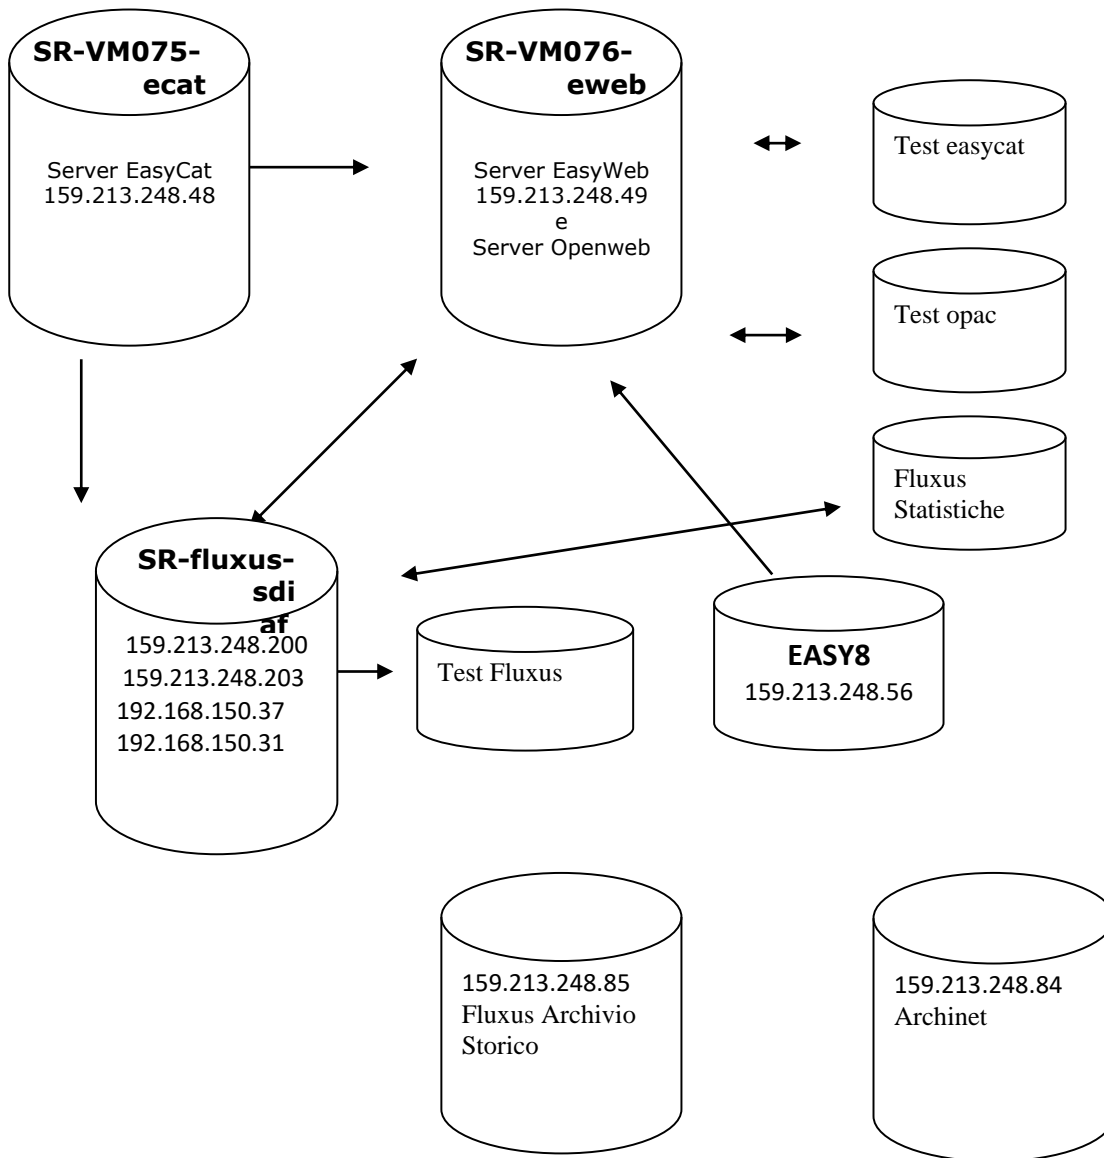 SR-VM075-
ecat
Server EasyCat
159.213.248.48
SR-VM076-
eweb
Server EasyWeb
159.213.248.49
e
Server Openweb
Test easycat
Test opac
Fluxus
Statistiche
SR-fluxus-
sdi
af
159.213.248.200
159.213.248.203
192.168.150.37
192.168.150.31
Test Fluxus
EASY8
159.213.248.56
159.213.248.85
Fluxus Archivio
Storico
159.213.248.84
Archinet